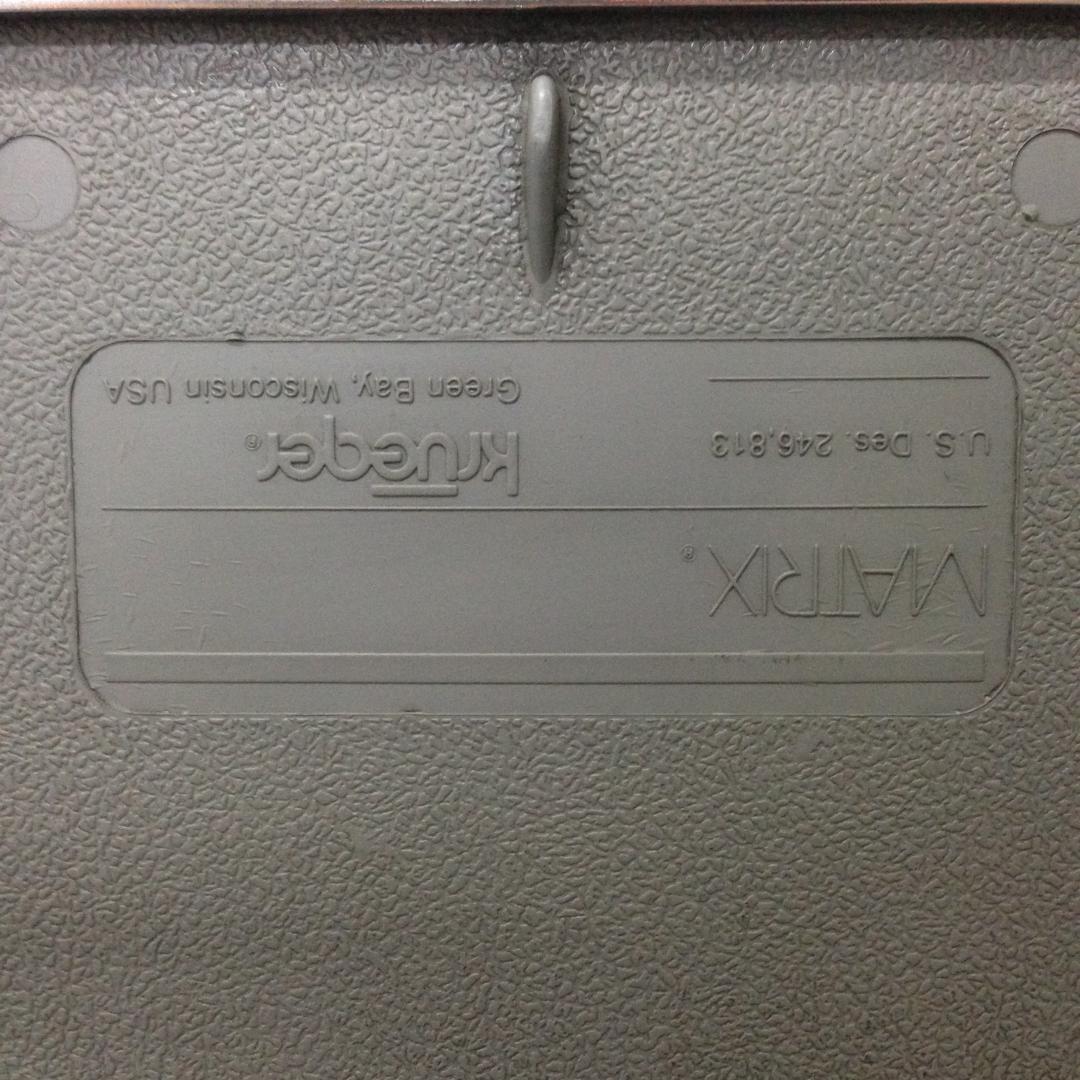 MATRIX®
U.S. Des. 246,813
krueger®
Green Bay, Wisconsin USA